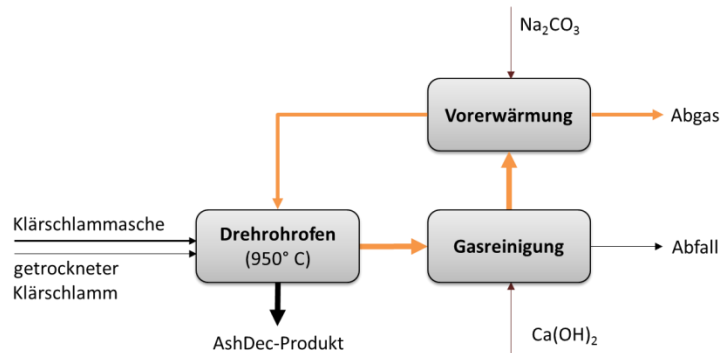 Na₂CO₃
Vorerwärmung
Abgas
Klärschlammasche
getrockneter
Klärschlamm
Drehrohrofen
(950° C)
Gasreinigung
Abfall
AshDec-Produkt
Ca(OH)₂